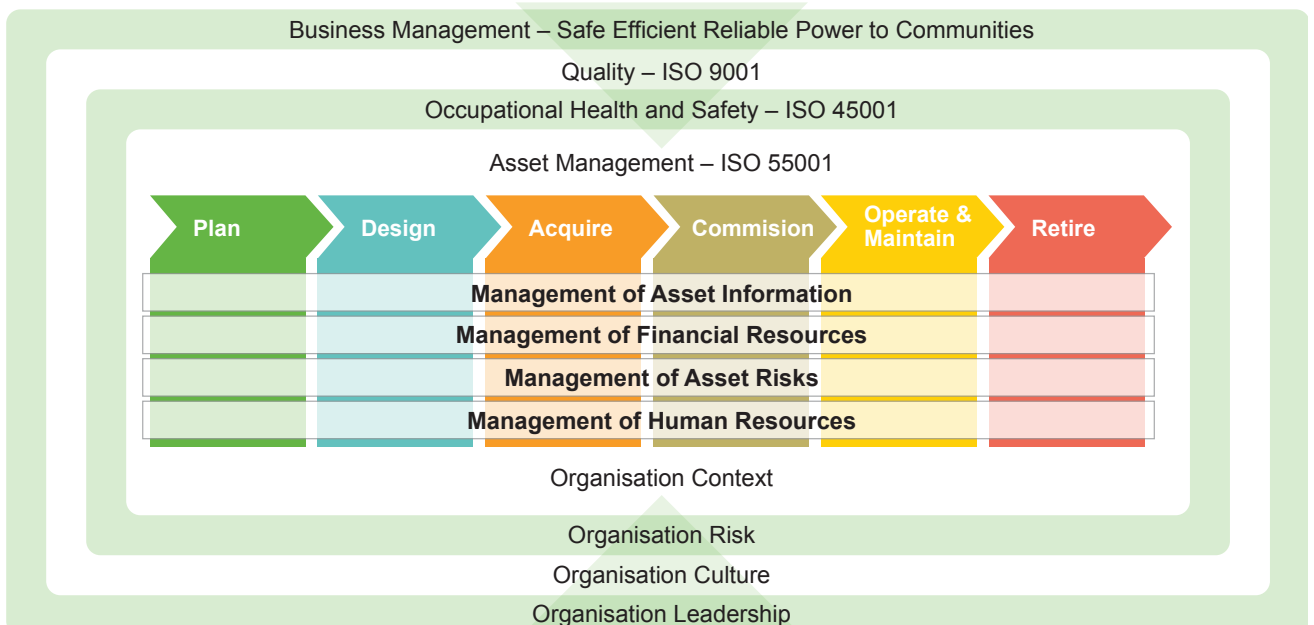 Business Management – Safe Efficient Reliable Power to Communities
Quality – ISO 9001
Occupational Health and Safety – ISO 45001
Asset Management – ISO 55001
Plan
Design
Acquire
Commision
Operate &
Maintain
Retire
Management of Asset Information
Management of Financial Resources
Management of Asset Risks
Management of Human Resources
Organisation Context
Organisation Risk
Organisation Culture
Organisation Leadership